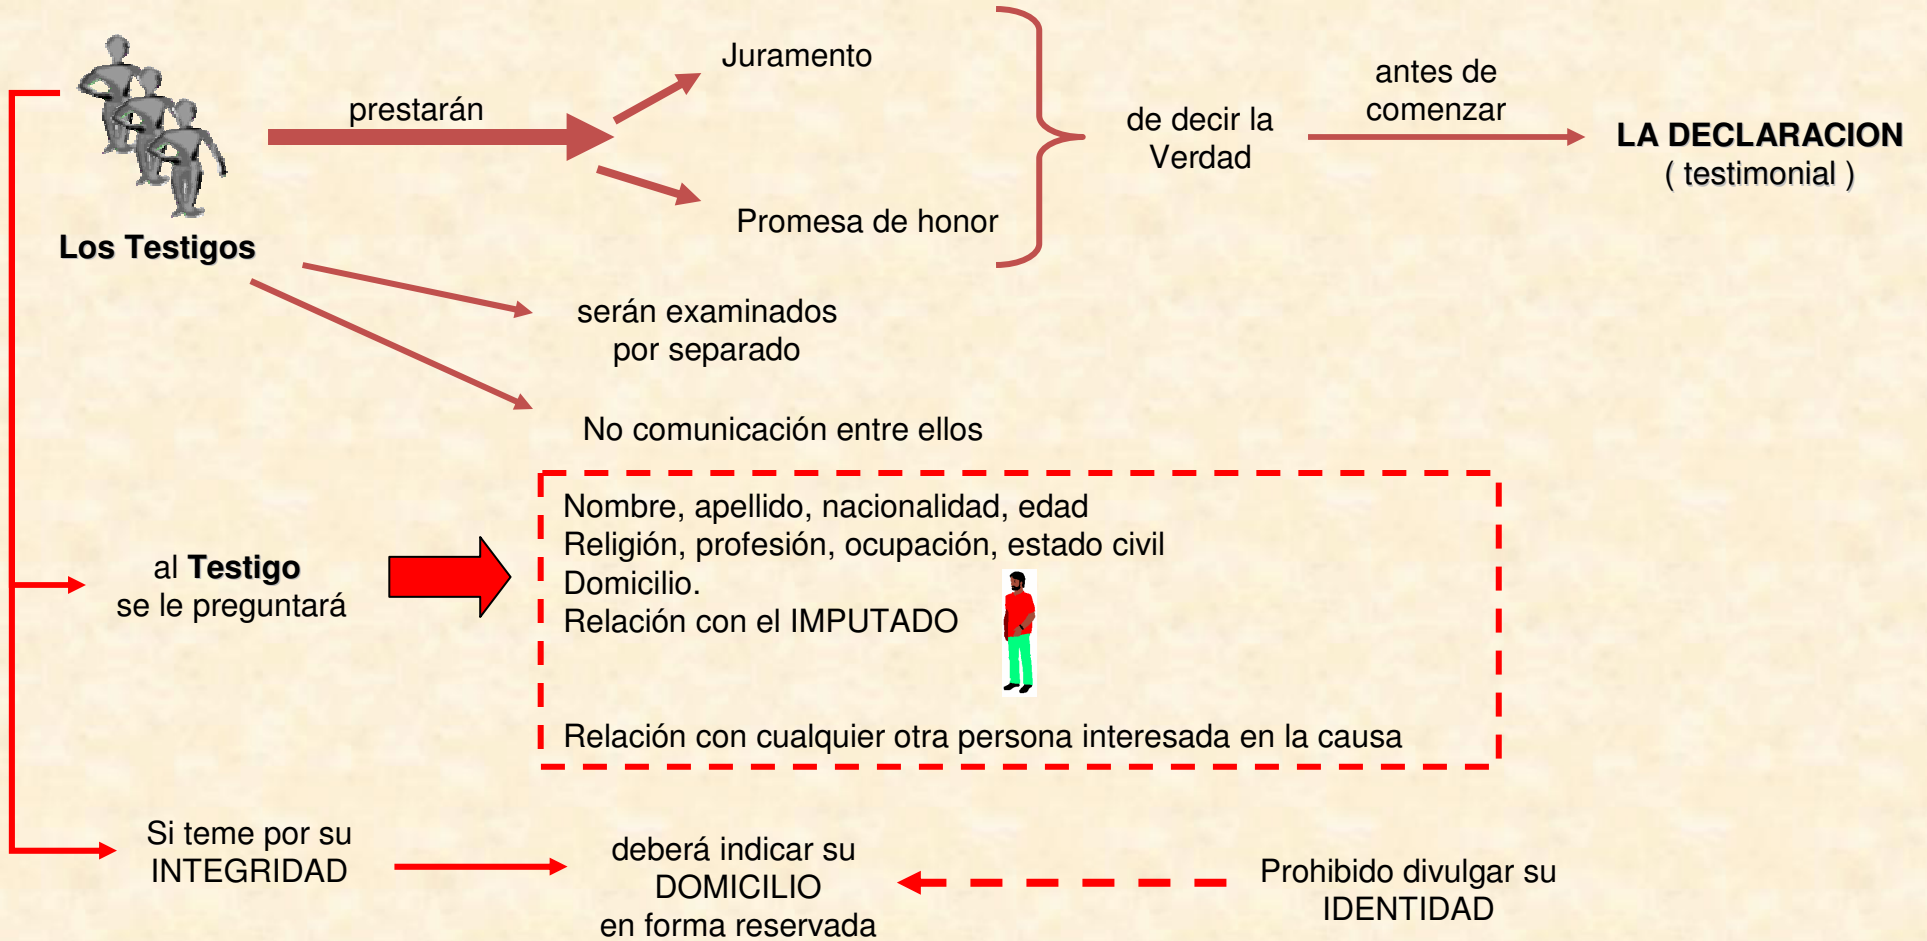 Los Testigos
prestarán
Juramento
Promesa de honor
de decir la
Verdad
antes de
comenzar
LA DECLARACION
( testimonial )
serán examinados
por separado
No comunicación entre ellos
al Testigo
se le preguntará
Nombre, apellido, nacionalidad, edad
Religión, profesión, ocupación, estado civil
Domicilio.
Relación con el IMPUTADO
Relación con cualquier otra persona interesada en la causa
Si teme por su
INTEGRIDAD
deberá indicar su
DOMICILIO
en forma reservada
Prohibido divulgar su
IDENTIDAD